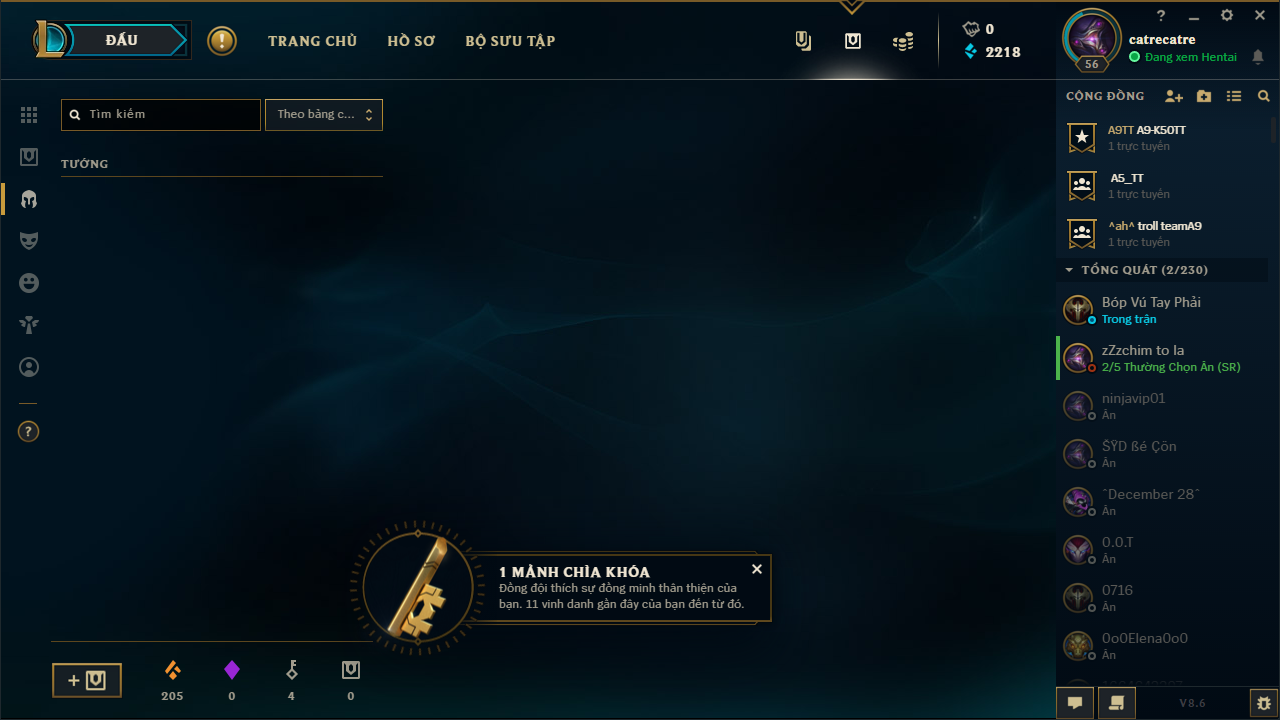 ĐẤU
TRANG CHỦ
HỒ SƠ
BỘ SƯU TẬP
0
2218
56
catrecatre
Đang xem Hentai
Tìm kiếm
Theo bảng c...
TƯỚNG
CỘNG ĐỒNG
A9TT A9-K50TT
1 trực tuyến
A5_TT
1 trực tuyến
^ah^ troll teamA9
1 trực tuyến
TỔNG QUÁT (2/230)
Bóp Vú Tay Phải
Trong trận
zZzchim to la
2/5 Thường Chọn Ẩn (SR)
ninjavip01
Ẩn
ŠŸD ßé Çōn
Ẩn
^December 28^
Ẩn
O.O.T
Ẩn
0716
Ẩn
0o0Elena0o0
Ẩn
1 MẢNH CHÌA KHÓA
Đồng đội thích sự đồng minh thân thiện của
bạn. 11 vinh danh gần đây của bạn đến từ đó.
205
0
4
0
V8.6